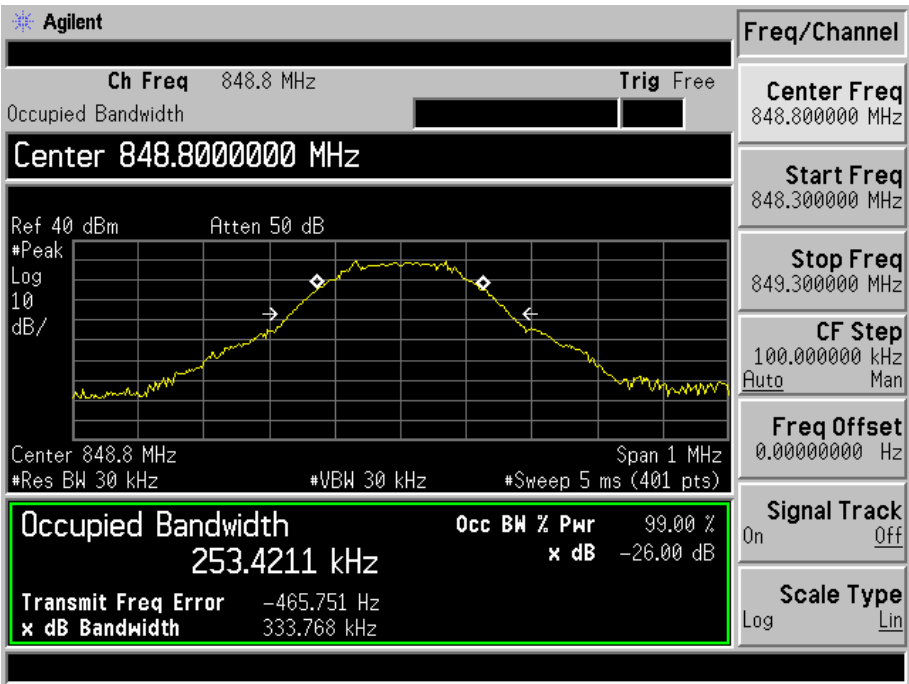 Agilent
Freq/Channel
Ch Freq 848.8 MHz Trig Free
Occupied Bandwidth
Center 848.8000000 MHz
Ref 40 dBm Atten 50 dB
#Peak
Log
10
dB/
Center 848.8 MHz Span 1 MHz
#Res BW 30 kHz #VBW 30 kHz #Sweep 5 ms (401 pts)
Occupied Bandwidth
253.4211 kHz
Occ BW % Pwr 99.00 %
x dB -26.00 dB
Transmit Freq Error -465.751 Hz
x dB Bandwidth 333.768 kHz
Center Freq
848.800000 MHz
Start Freq
848.300000 MHz
Stop Freq
849.300000 MHz
CF Step
100.000000 kHz
Auto Man
Freq Offset
0.00000000 Hz
Signal Track
On Off
Scale Type
Log Lin